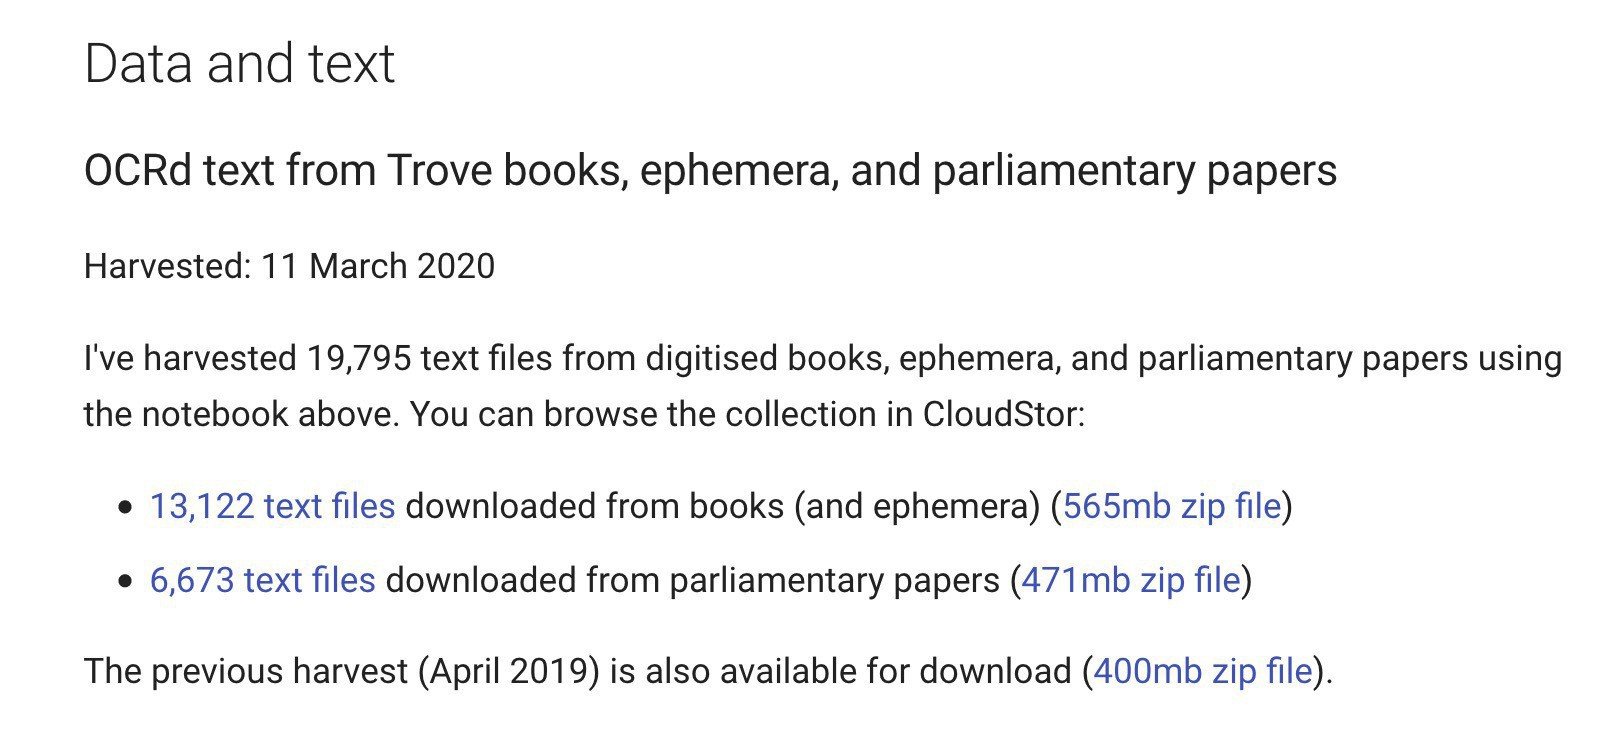 Data and text
OCRd text from Trove books, ephemera, and parliamentary papers
Harvested: 11 March 2020
I've harvested 19,795 text files from digitised books, ephemera, and parliamentary papers using
the notebook above. You can browse the collection in CloudStor:
• 13,122 text files downloaded from books (and ephemera) (565mb zip file)
• 6,673 text files downloaded from parliamentary papers (471mb zip file)
The previous harvest (April 2019) is also available for download (400mb zip file).